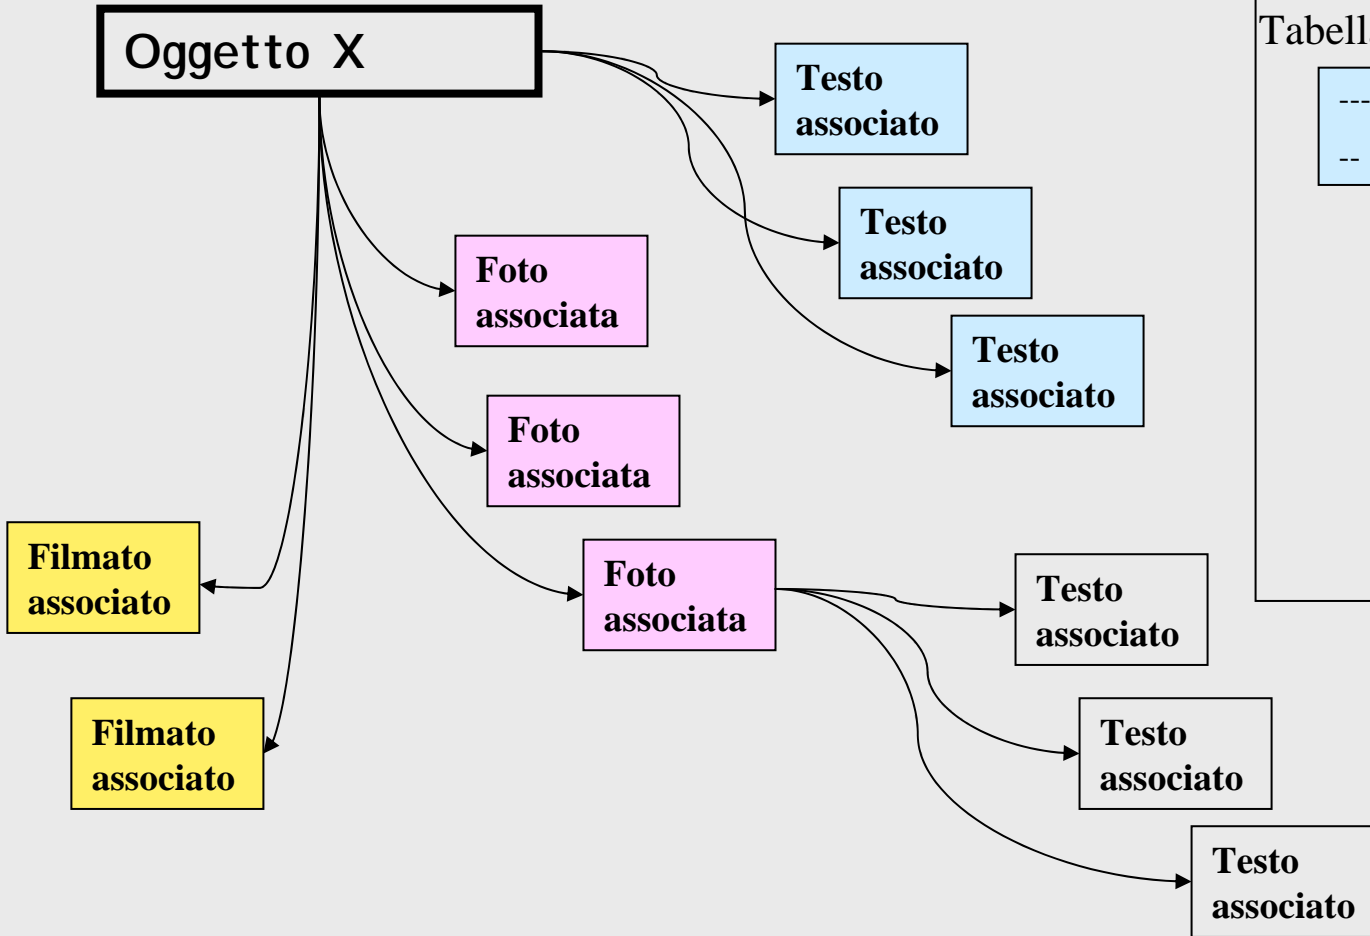 Oggetto X
Testo
associato
Testo
associato
Testo
associato
Foto
associata
Foto
associata
Foto
associata
Filmato
associato
Filmato
associato
Testo
associato
Testo
associato
Testo
associato
---
--